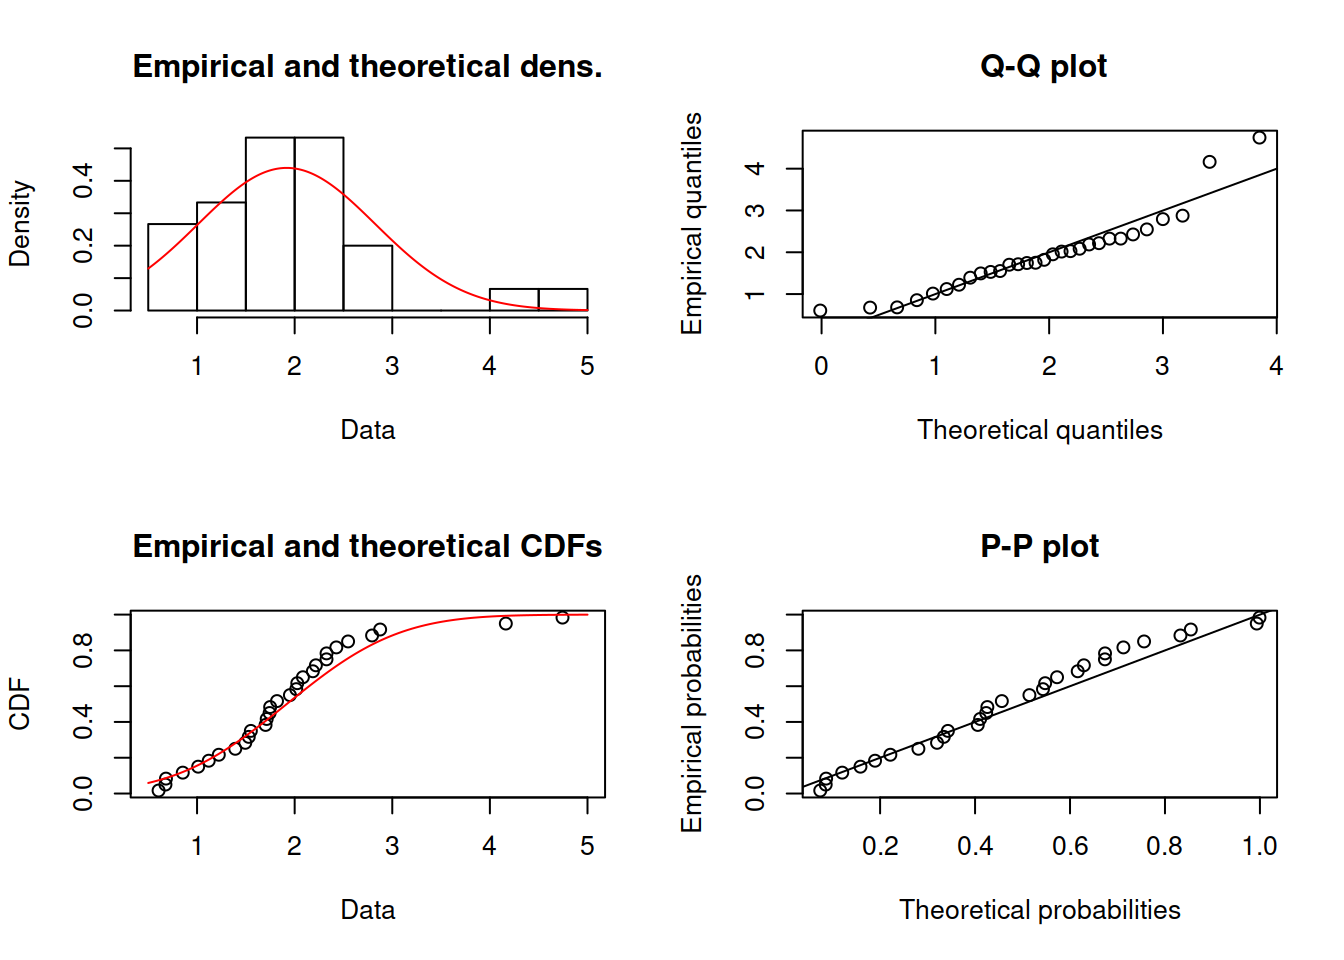 Empirical and theoretical dens.
Density
0.0 0.2 0.4
1 2 3 4 5
Data
Q-Q plot
Empirical quantiles
1 2 3 4
0 1 2 3 4
Theoretical quantiles
Empirical and theoretical CDFs
CDF
0.0 0.4 0.8
1 2 3 4 5
Data
P-P plot
Empirical probabilities
0.0 0.4 0.8
0.2 0.4 0.6 0.8 1.0
Theoretical probabilities